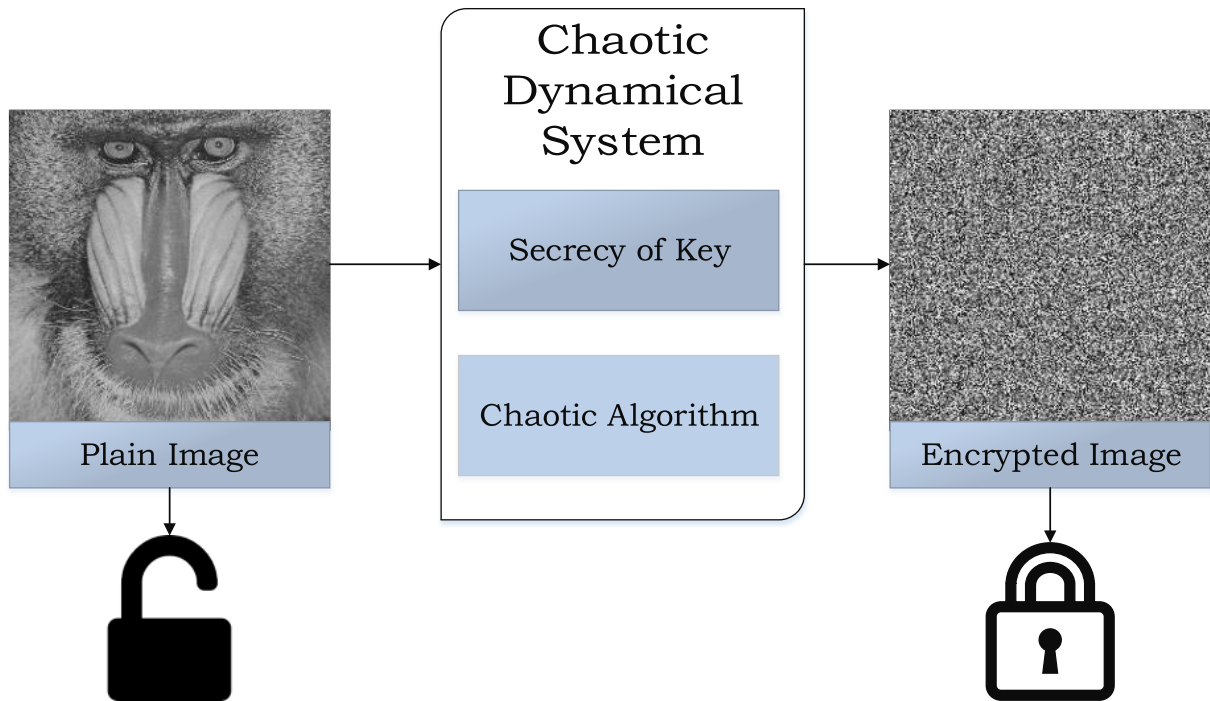 Chaotic
Dynamical
System
Secrecy of Key
Chaotic Algorithm
Plain Image
Encrypted Image